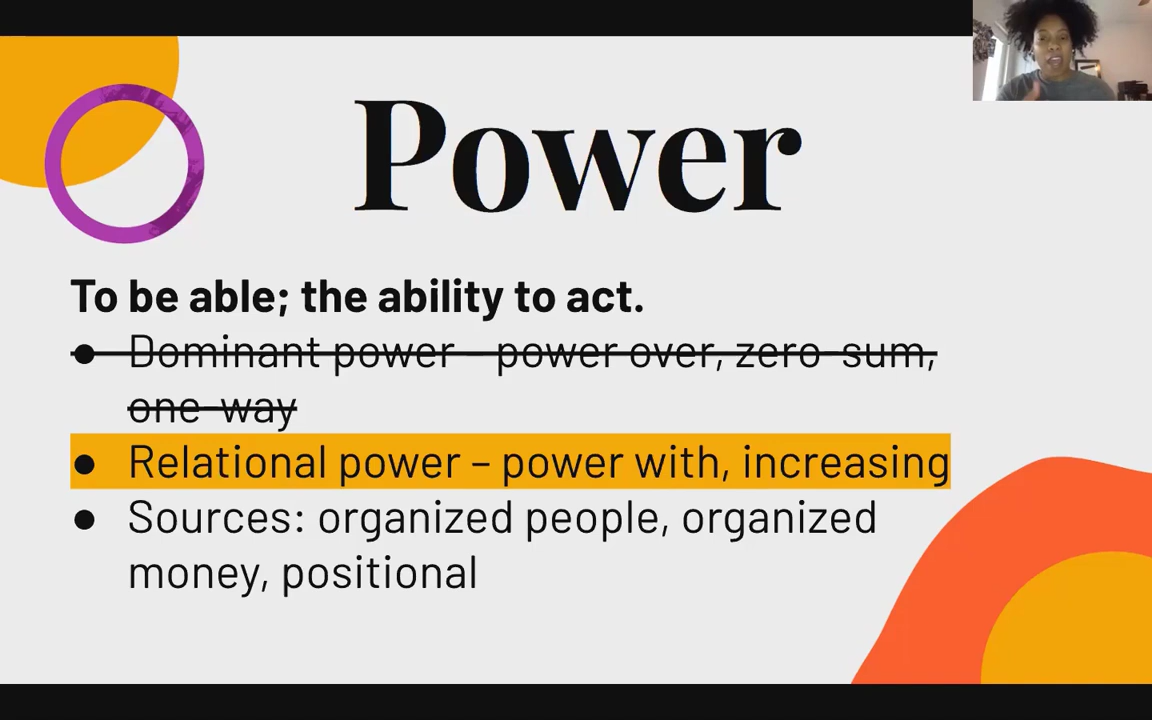 Power
To be able; the ability to act.
● Dominant power – power over, zero-sum,
one-way
● Relational power – power with, increasing
● Sources: organized people, organized
money, positional